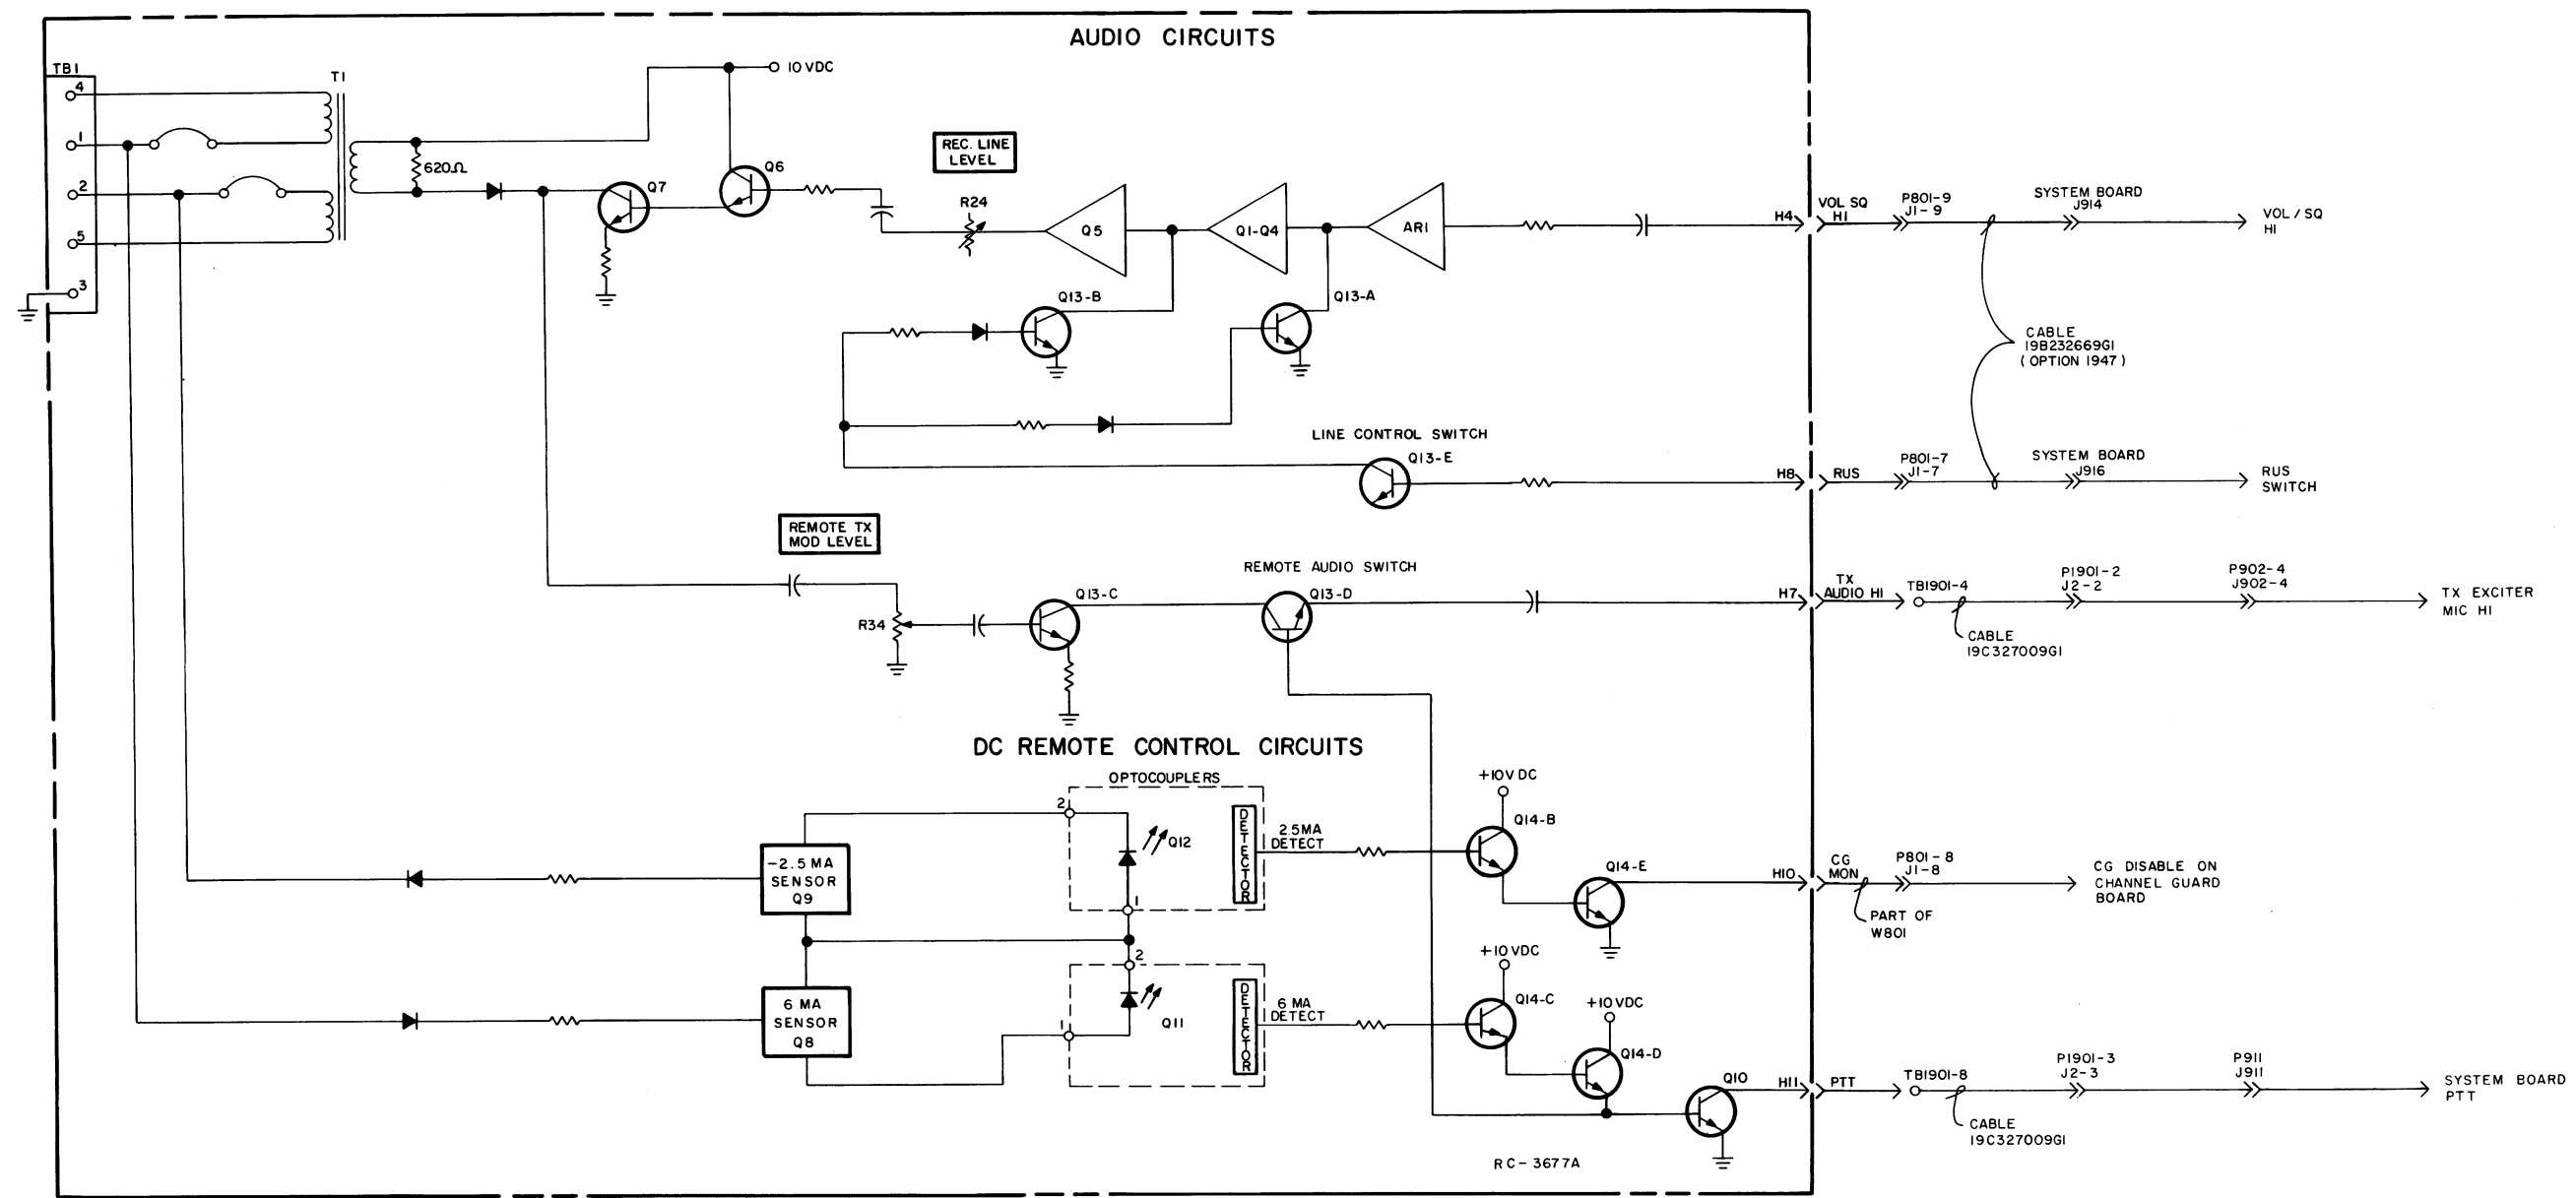 AUDIO CIRCUITS
TB1
4
1
2
5
3
T1
620Ω
10 VDC
Q7
Q6
REC. LINE
LEVEL
R24
Q5
Q1-Q4
AR1
H4
VOL SQ
HI
P801-9
J1-9
SYSTEM BOARD
J914
VOL/SQ
HI
Q13-B
Q13-A
CABLE
19B232669G1
(OPTION 1947)
LINE CONTROL SWITCH
Q13-E
H8
RUS
P801-7
J1-7
SYSTEM BOARD
J916
RUS
SWITCH
REMOTE TX
MOD LEVEL
R34
Q13-C
REMOTE AUDIO SWITCH
Q13-D
H7
TX
AUDIO HI
TB1901-4
P1901-2
J2-2
P902-4
J902-4
TX EXCITER
MIC HI
CABLE
19C327009G1
DC REMOTE CONTROL CIRCUITS
OPTOCOUPLERS
2
Q12
1
DETECTOR
2.5MA
DETECT
-2.5 MA
SENSOR
Q9
+10V DC
Q14-B
Q14-E
H10
CG
MON
P801-8
J1-8
CG DISABLE ON
CHANNEL GUARD
BOARD
PART OF
W801
6 MA
SENSOR
Q8
2
1
Q11
DETECTOR
6 MA
DETECT
+10 VDC
Q14-C
+10 VDC
Q14-D
Q10
H11
PTT
TB1901-8
P1901-3
J2-3
P911
J911
SYSTEM BOARD
PTT
CABLE
19C327009G1
RC-3677A